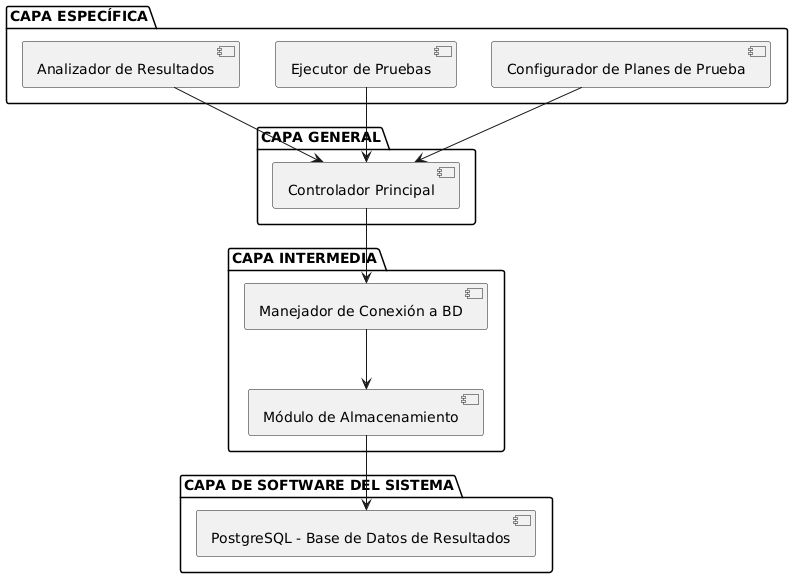 CAPA ESPECÍFICA
Analizador de Resultados
Ejecutor de Pruebas
Configurador de Planes de Prueba
CAPA GENERAL
Controlador Principal
CAPA INTERMEDIA
Manejador de Conexión a BD
Módulo de Almacenamiento
CAPA DE SOFTWARE DEL SISTEMA
PostgreSQL - Base de Datos de Resultados